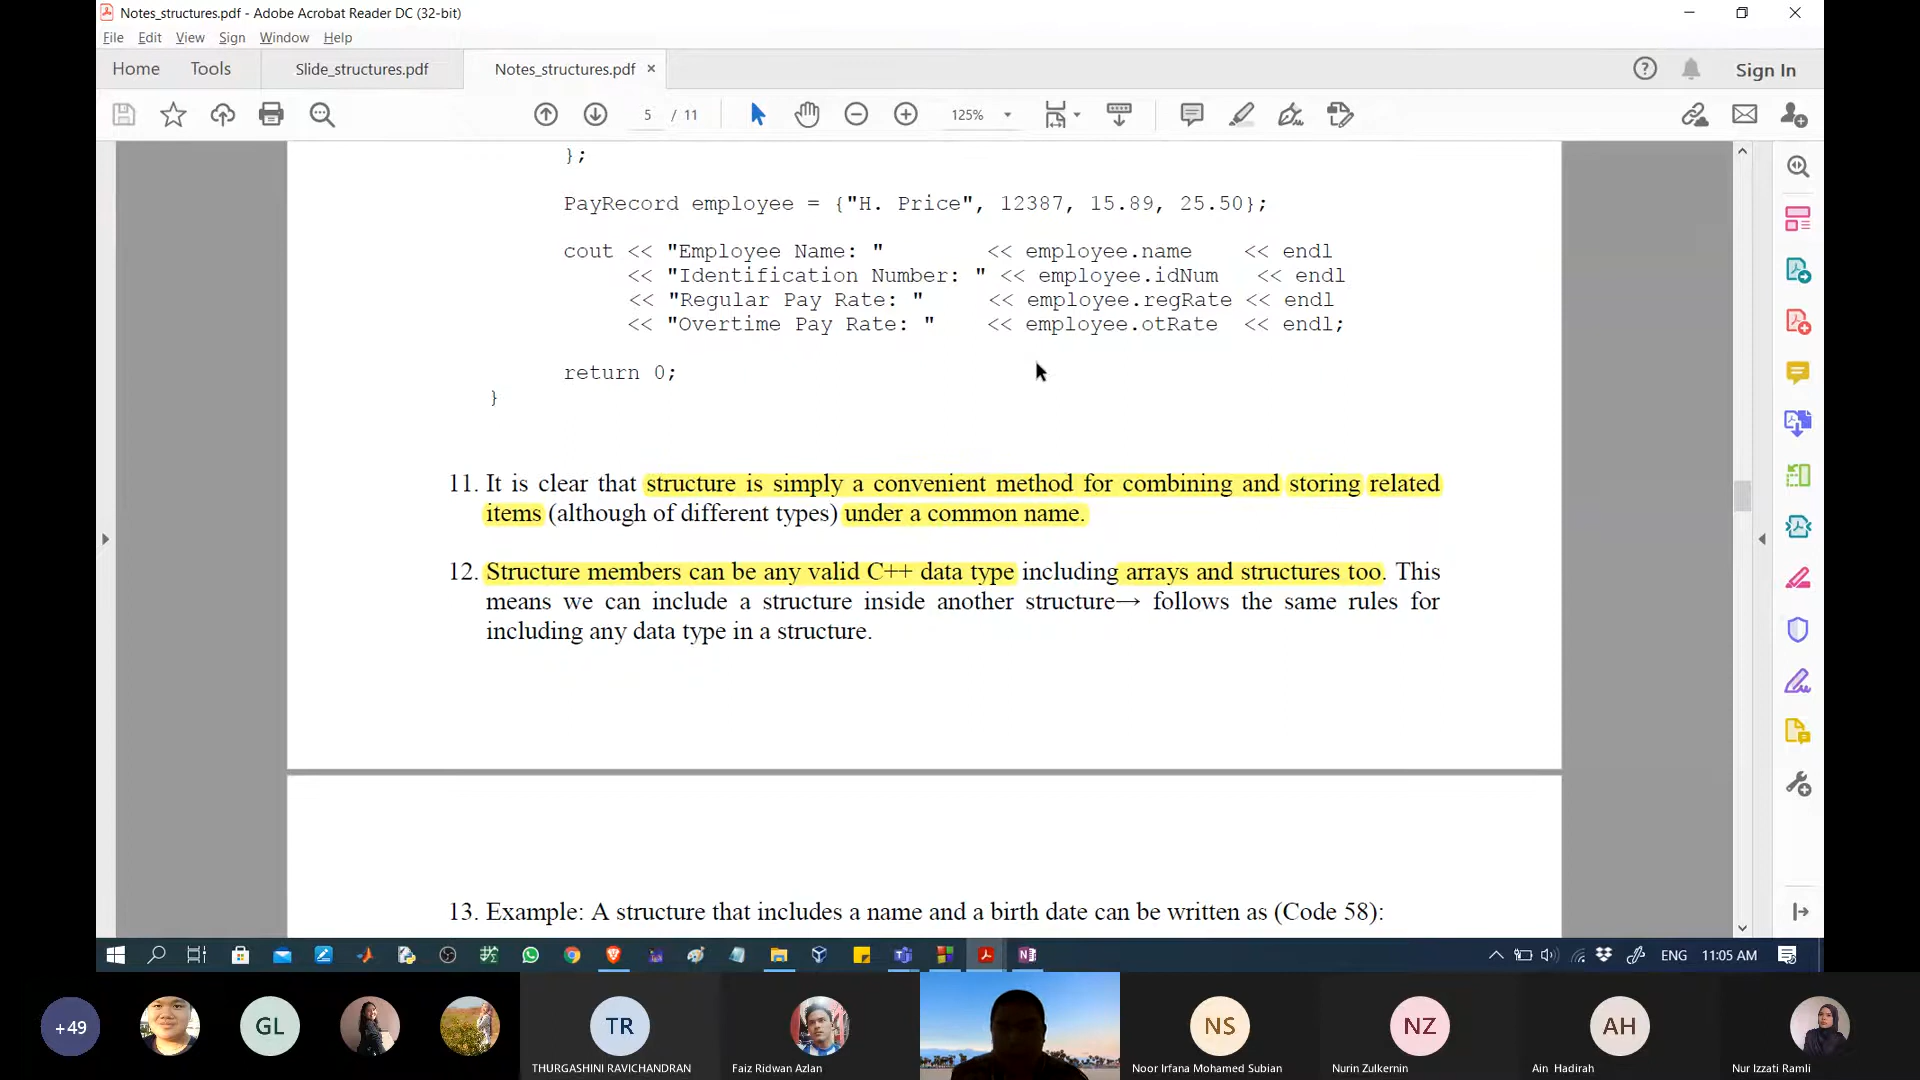 Notes_structures.pdf - Adobe Acrobat Reader DC (32-bit)
File Edit View Sign Window Help
Home Tools Slide_structures.pdf Notes_structures.pdf × Sign In
5 / 11 125%
};
PayRecord employee = {"H. Price", 12387, 15.89, 25.50};
cout << "Employee Name: " << employee.name << endl
<< "Identification Number: " << employee.idNum << endl
<< "Regular Pay Rate: " << employee.regRate << endl
<< "Overtime Pay Rate: " << employee.otRate << endl;
return 0;
}
11. It is clear that structure is simply a convenient method for combining and storing related
items (although of different types) under a common name.
12. Structure members can be any valid C++ data type including arrays and structures too. This
means we can include a structure inside another structure→ follows the same rules for
including any data type in a structure.
13. Example: A structure that includes a name and a birth date can be written as (Code 58):
ENG 11:05 AM
+49 GL TR NS NZ AH
THURGASHINI RAVICHANDRAN Faiz Ridwan Azlan Noor Irfana Mohamed Subian Nurin Zulkernin Ain Hadirah Nur Izzati Ramli